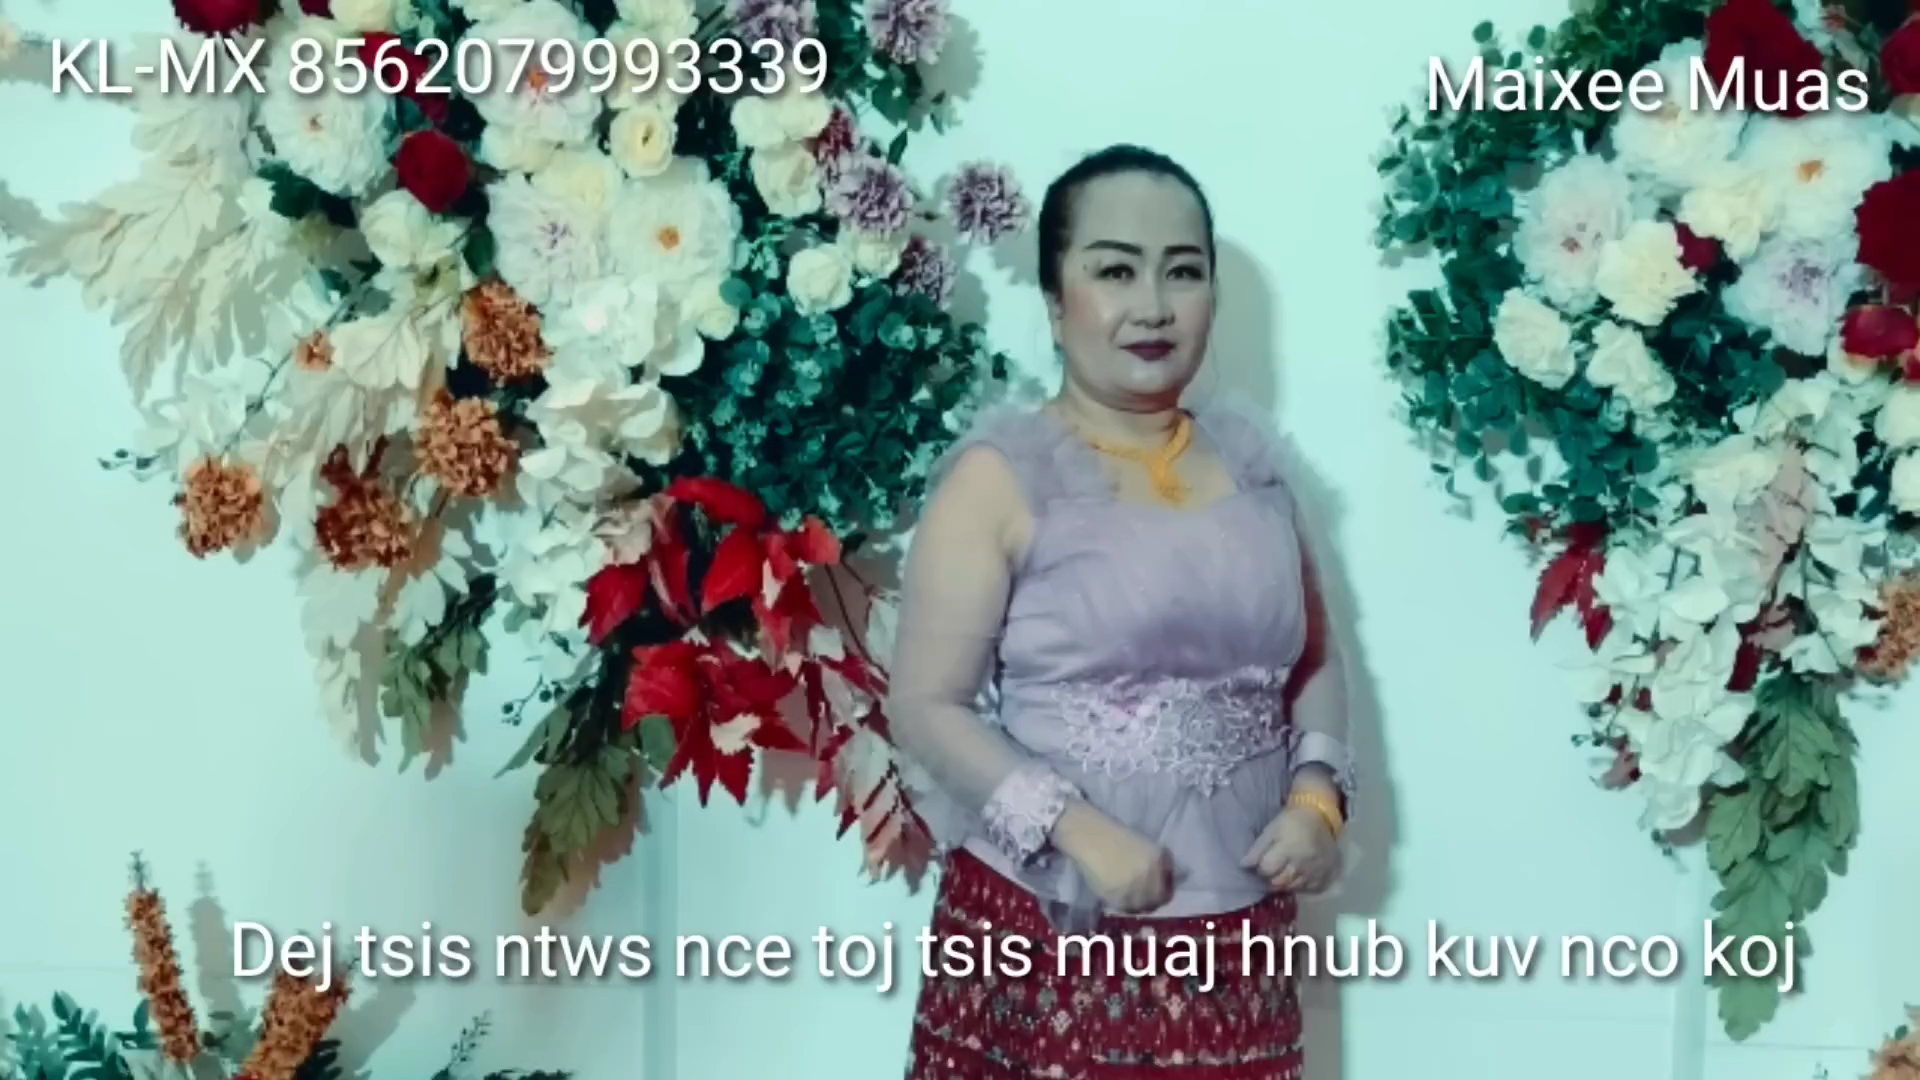 KL-MX 8562079993339
Maixee Muas
Dej tsis ntws nce toj tsis muaj hnub kuv nco koj